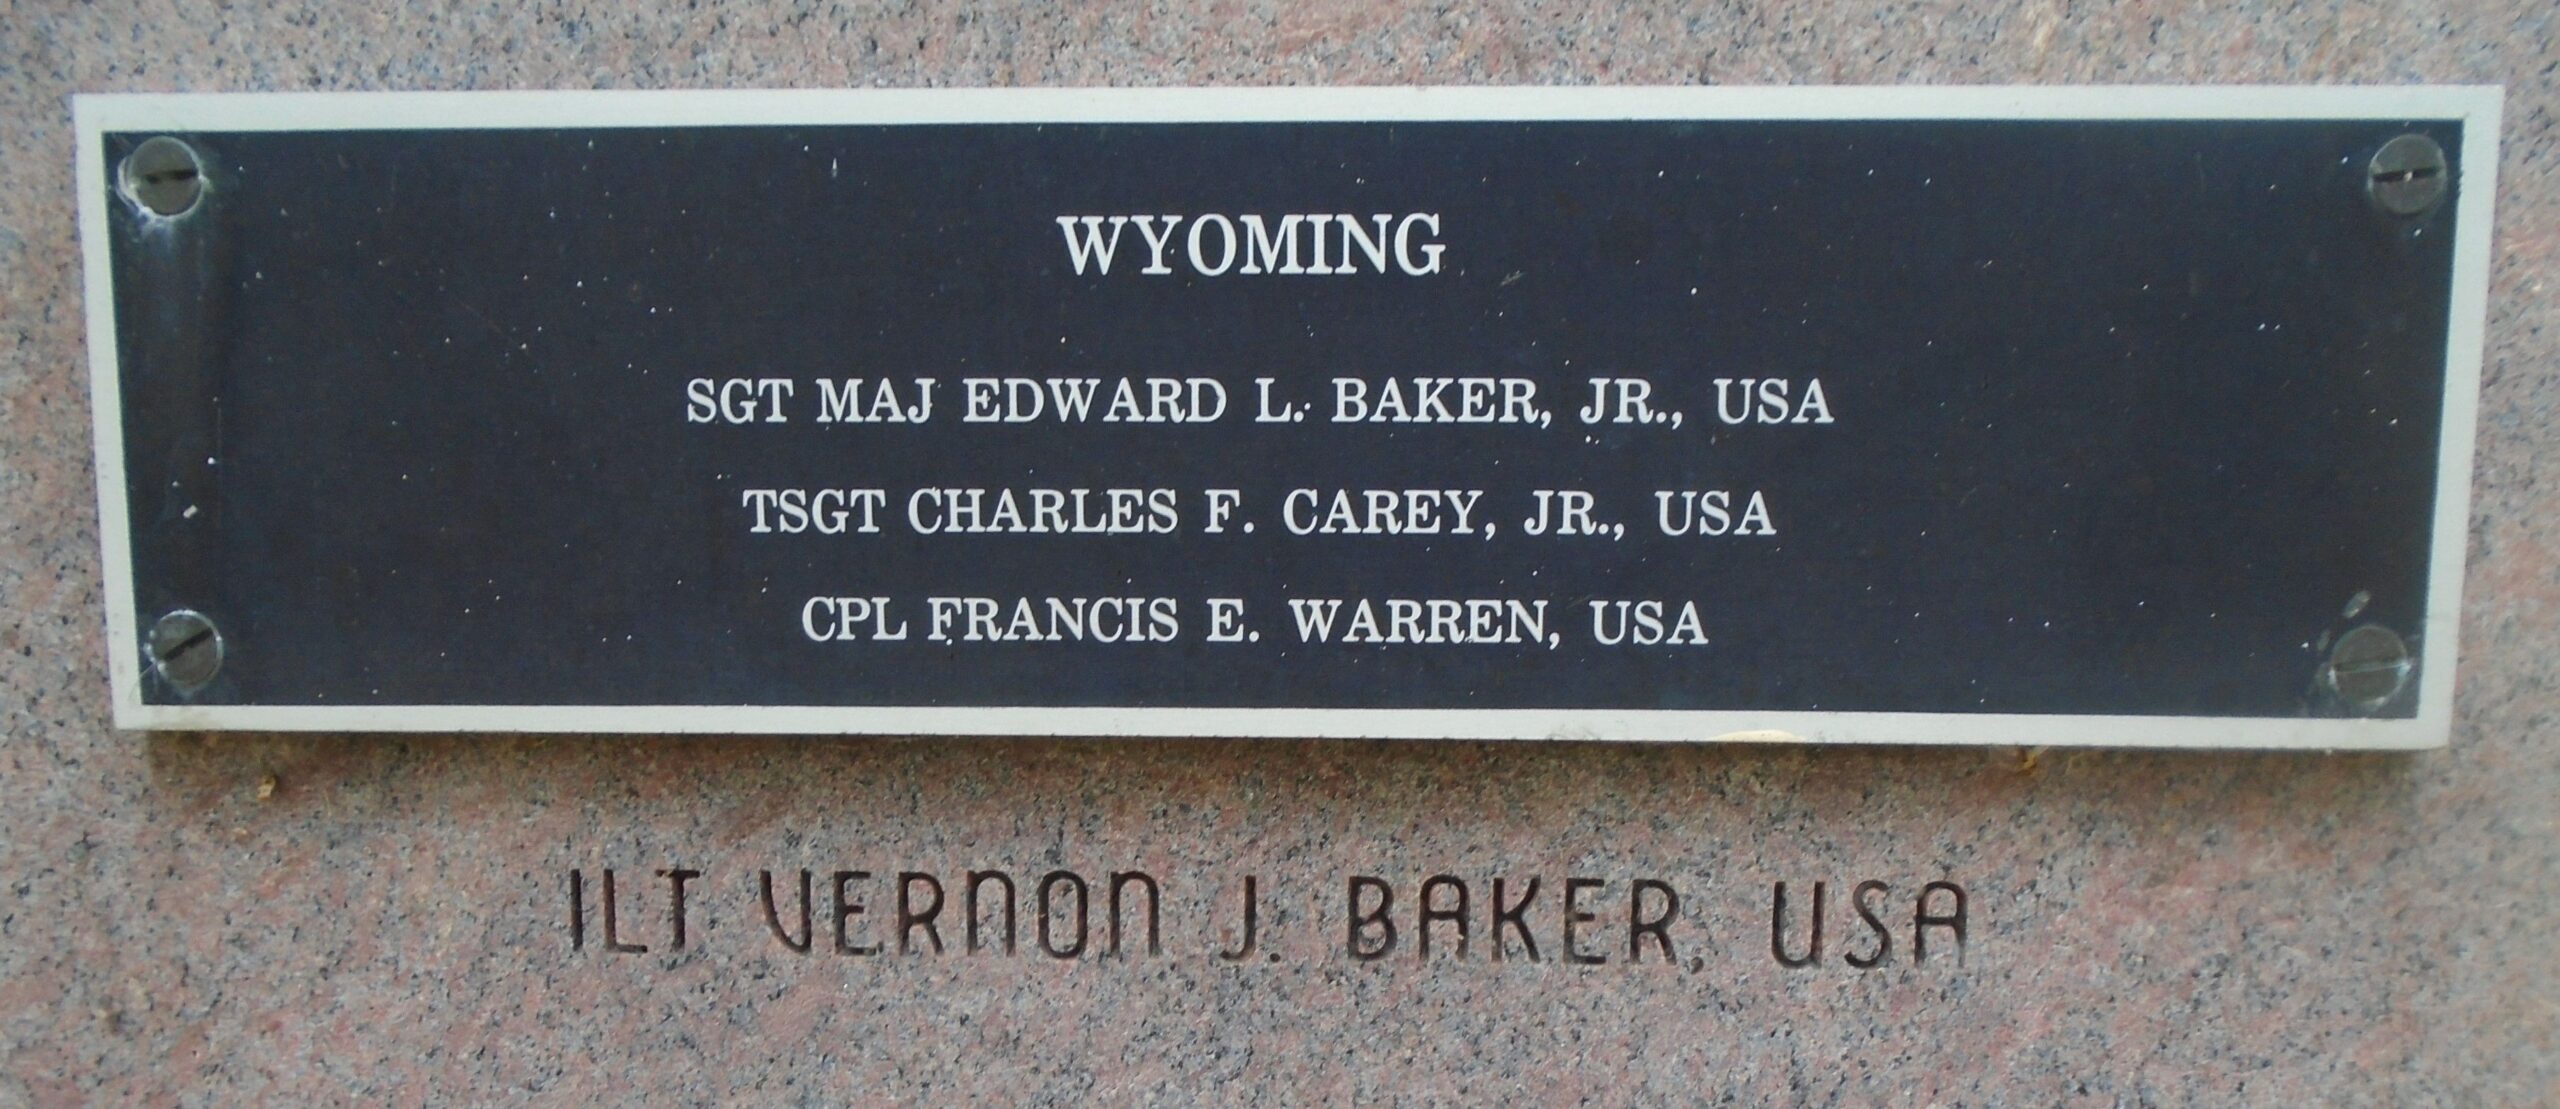 WYOMING
SGT MAJ EDWARD L. BAKER, JR., USA
TSGT CHARLES F. CAREY, JR., USA
CPL FRANCIS E. WARREN, USA
1LT VERNON J. BAKER, USA